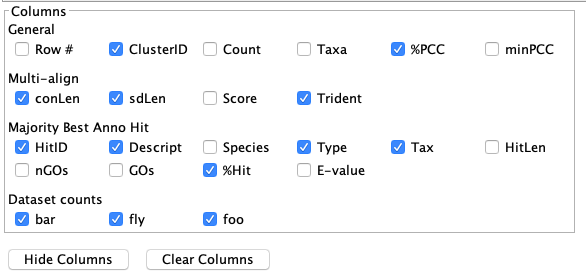 Columns
General
Row # ClusterID Count Taxa %PCC minPCC
Multi-align
conLen sdLen Score Trident
Majority Best Anno Hit
HitID Descript Species Type Tax HitLen
nGOs GOs %Hit E-value
Dataset counts
bar fly foo
Hide Columns Clear Columns